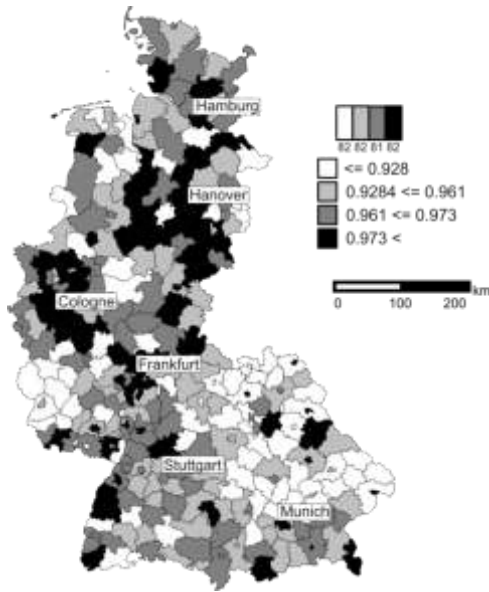 Hamburg
82 82 81 82
<= 0.928
Hanover
0.9284 <= 0.961
0.961 <= 0.973
0.973 <
km
Cologne
0 100 200
Frankfurt
Stuttgart
Munich